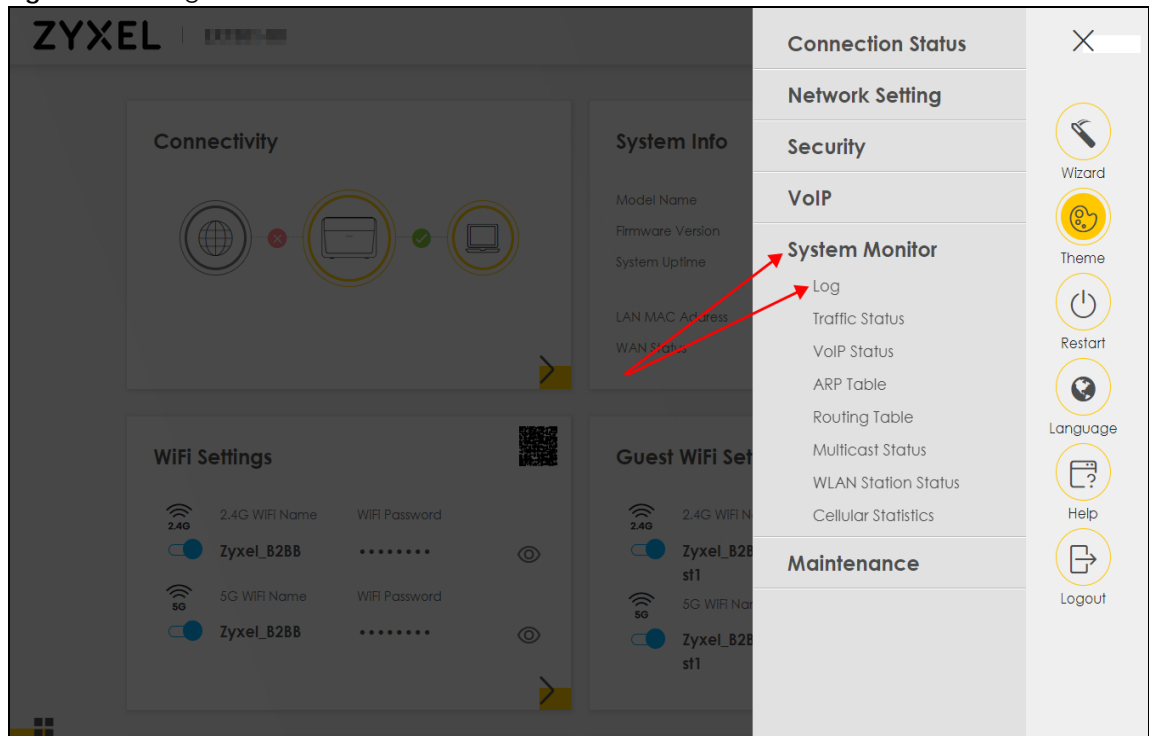 ZYXEL
Connection Status
Network Setting
Security
VoIP
System Monitor
Log
Traffic Status
VoIP Status
ARP Table
Routing Table
Multicast Status
WLAN Station Status
Cellular Statistics
Maintenance
Wizard
Theme
Restart
Language
Help
Logout
Connectivity
System Info
Model Name
Firmware Version
System Uptime
LAN MAC Address
WAN Status
WiFi Settings
2.4G
2.4G WiFi Name WiFi Password
Zyxel_B2BB ••••••••
5G
5G WiFi Name WiFi Password
Zyxel_B2BB ••••••••
Guest WiFi Set
2.4G
2.4G WiFi N
Zyxel_B2B
st1
5G
5G WiFi Nar
Zyxel_B2B
st1